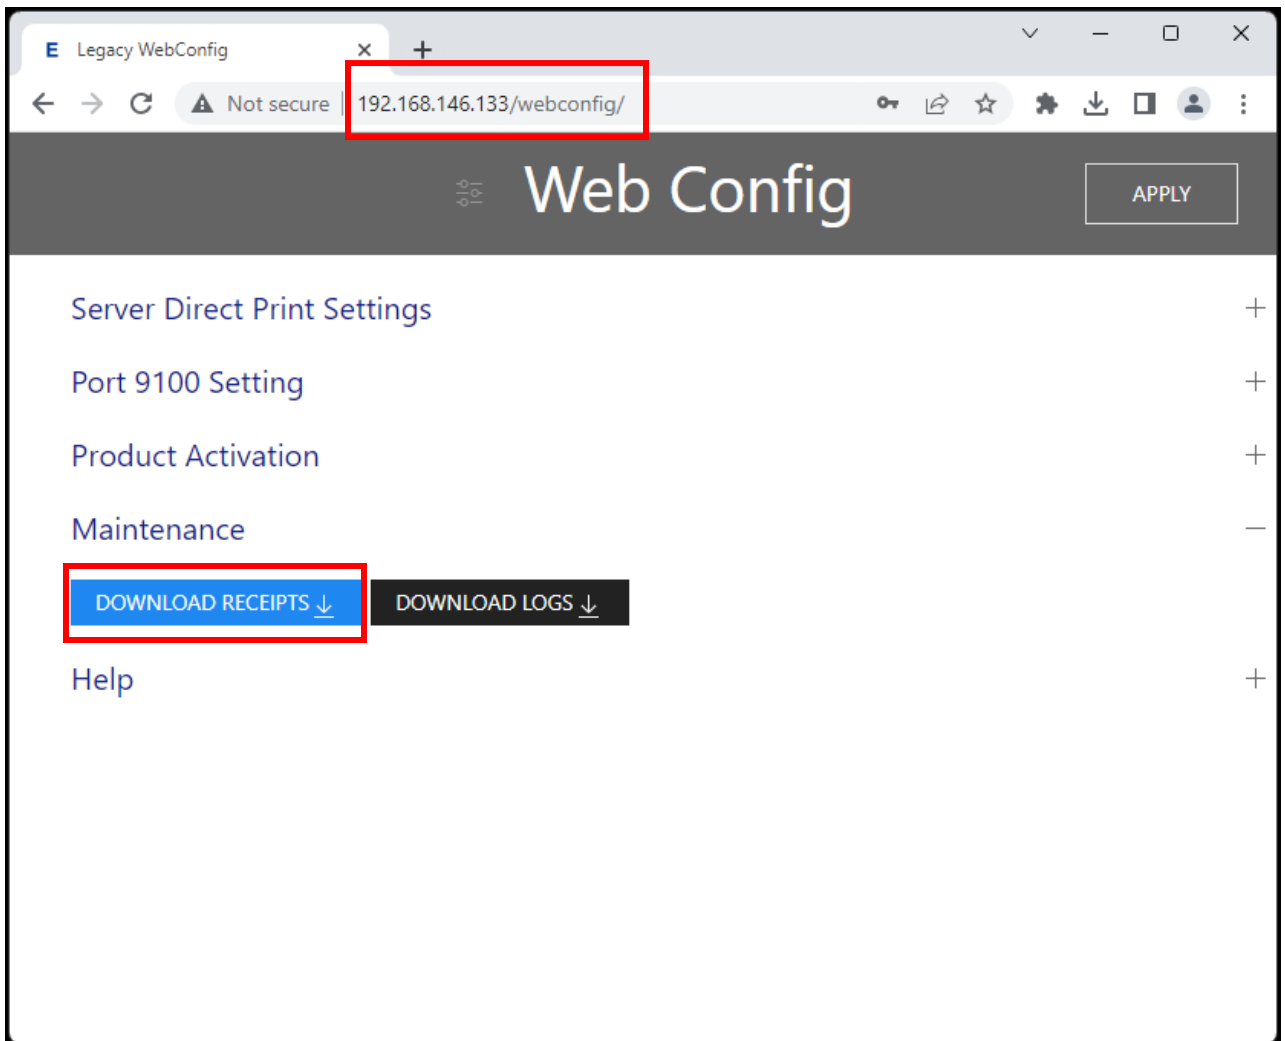 E Legacy WebConfig
Not secure 192.168.146.133/webconfig/
Web Config
APPLY
Server Direct Print Settings
Port 9100 Setting
Product Activation
Maintenance
DOWNLOAD RECEIPTS DOWNLOAD LOGS
Help